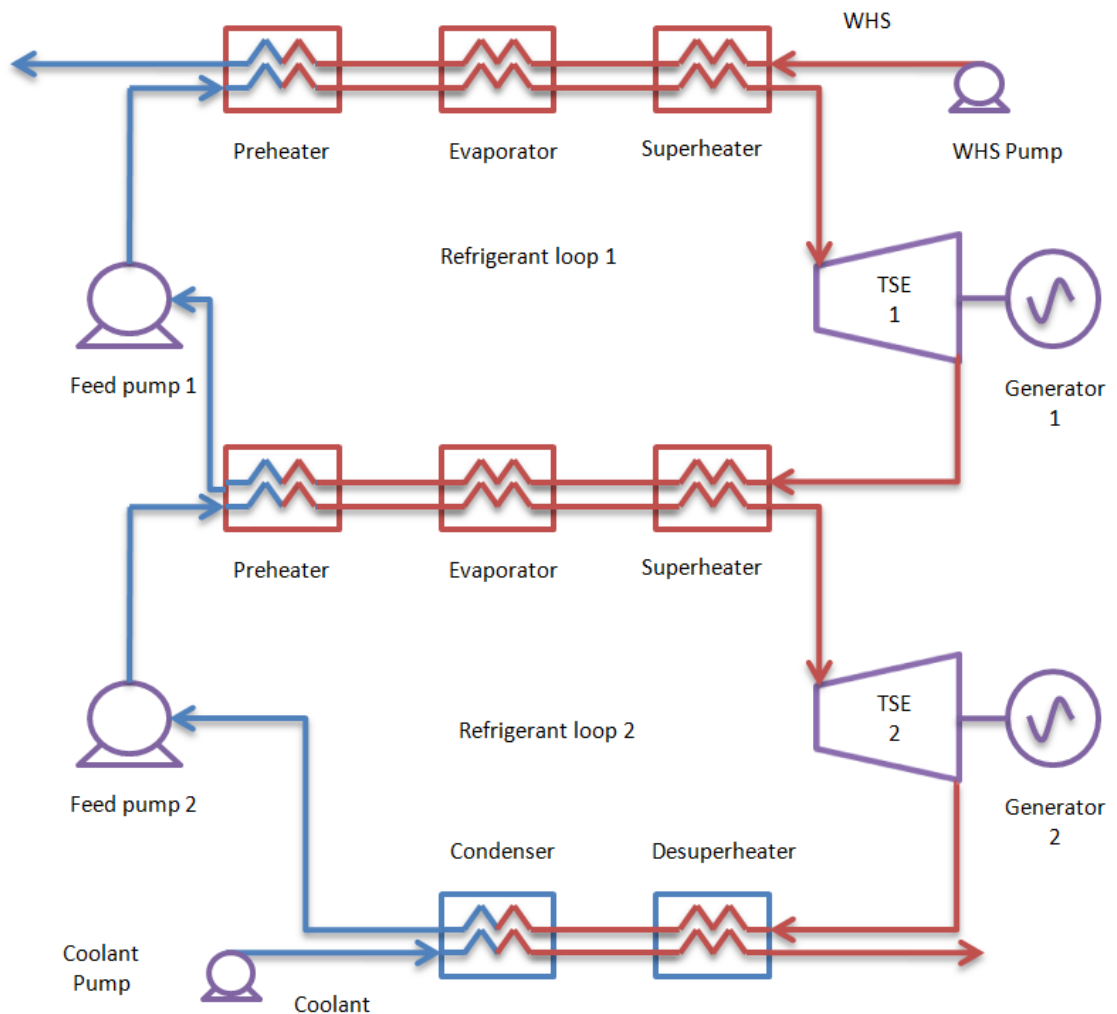 WHS
Preheater
Evaporator
Superheater
WHS Pump
Refrigerant loop 1
TSE
1
Feed pump 1
Generator
1
Preheater
Evaporator
Superheater
Refrigerant loop 2
TSE
2
Feed pump 2
Generator
2
Condenser
Desuperheater
Coolant
Pump
Coolant